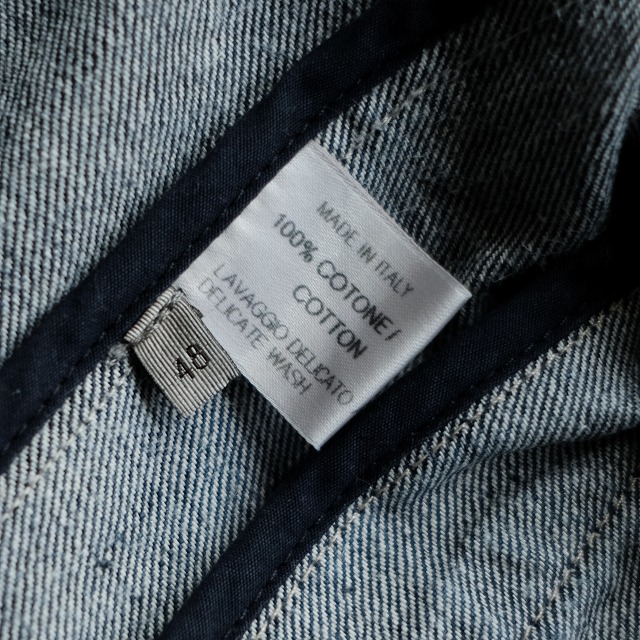 MADE IN ITALY
100% COTONE/
COTTON
LAVAGGIO DELICATO
DELICATE WASH
48